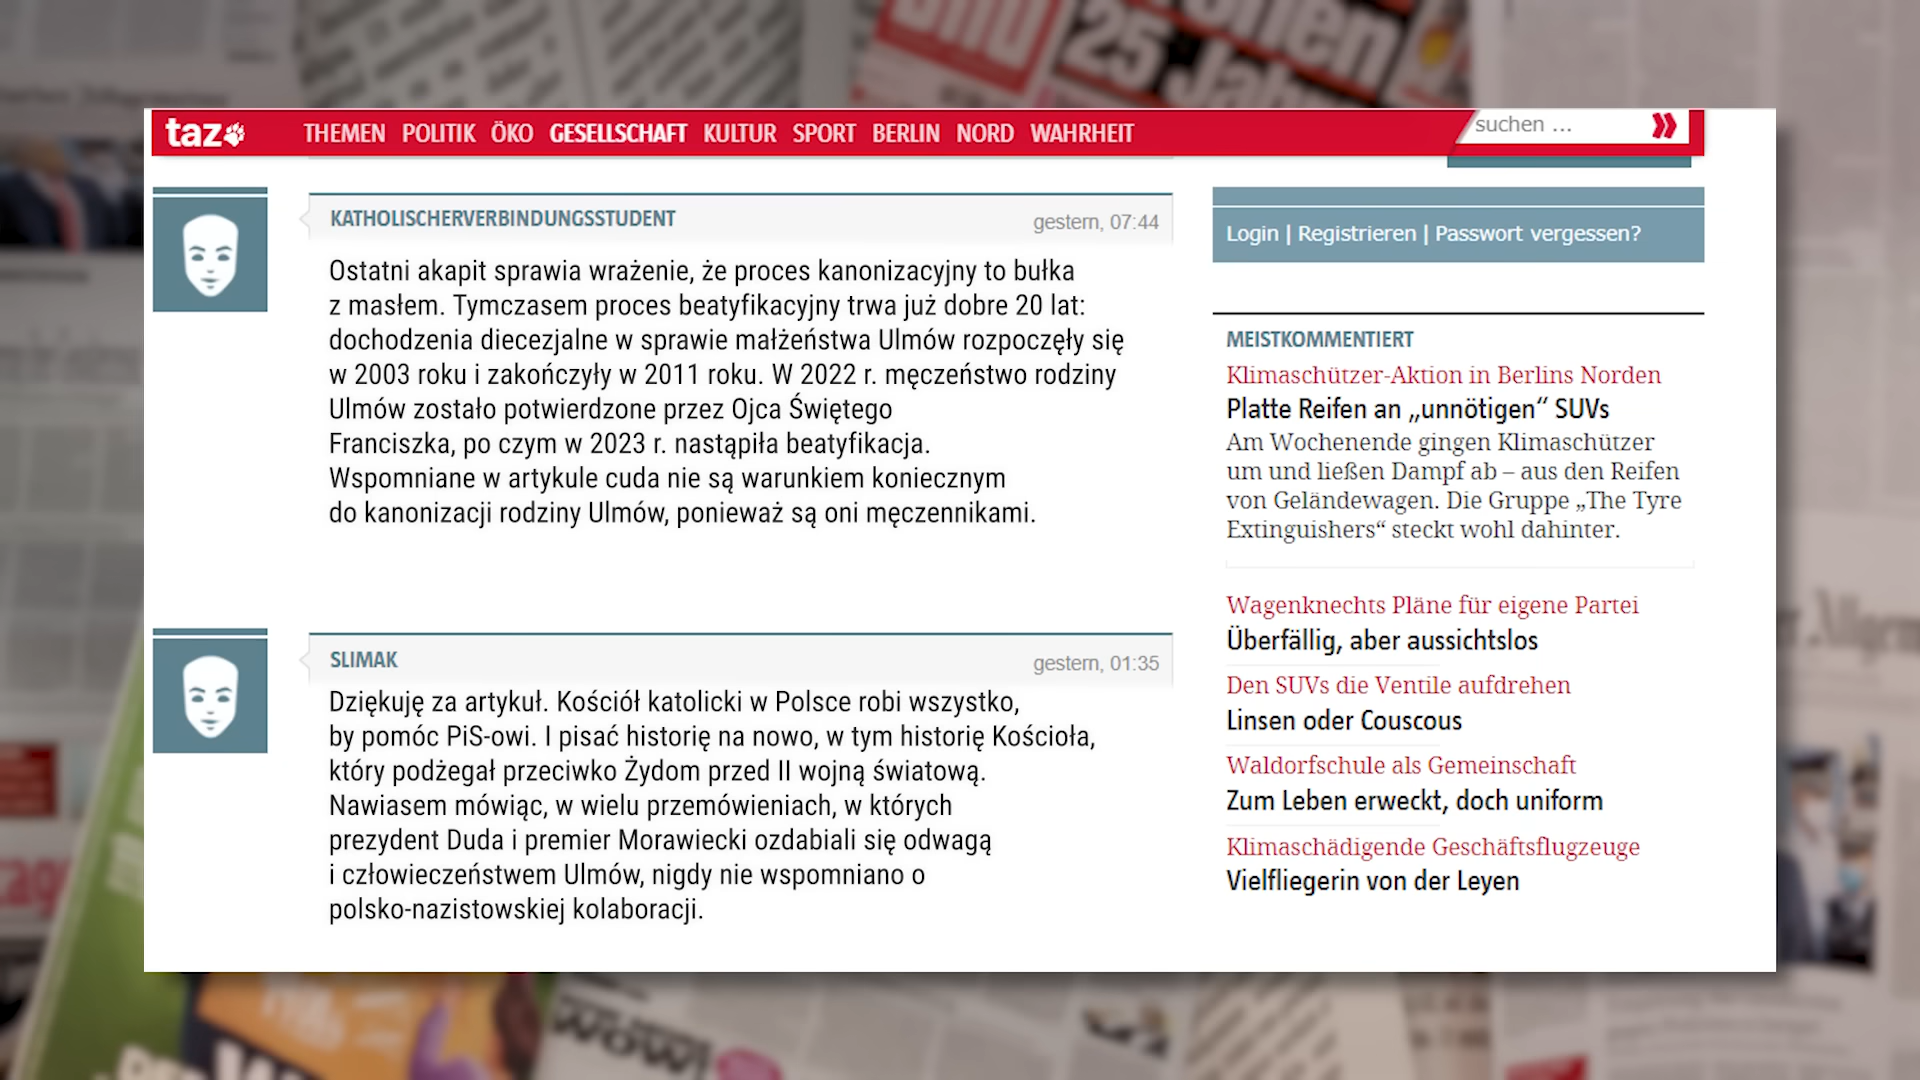 25 Jahre
taz
THEMEN POLITIK ÖKO GESELLSCHAFT KULTUR SPORT BERLIN NORD WAHRHEIT
suchen ...
KATHOLISCHERVERBINDUNGSSTUDENT
gestern, 07:44
Ostatni akapit sprawia wrażenie, że proces kanonizacyjny to bułka
z masłem. Tymczasem proces beatyfikacyjny trwa już dobre 20 lat:
dochodzenia diecezjalne w sprawie małżeństwa Ulmów rozpoczęły się
w 2003 roku i zakończyły w 2011 roku. W 2022 r. męczeństwo rodziny
Ulmów zostało potwierdzone przez Ojca Świętego
Franciszka, po czym w 2023 r. nastąpiła beatyfikacja.
Wspomniane w artykule cuda nie są warunkiem koniecznym
do kanonizacji rodziny Ulmów, ponieważ są oni męczennikami.
SLIMAK
gestern, 01:35
Dziękuję za artykuł. Kościół katolicki w Polsce robi wszystko,
by pomóc PiS-owi. I pisać historię na nowo, w tym historię Kościoła,
który podżegał przeciwko Żydom przed II wojną światową.
Nawiasem mówiąc, w wielu przemówieniach, w których
prezydent Duda i premier Morawiecki ozdabiali się odwagą
i człowieczeństwem Ulmów, nigdy nie wspomniano o
polsko-nazistowskiej kolaboracji.
Login | Registrieren | Passwort vergessen?
MEISTKOMMENTIERT
Klimaschützer-Aktion in Berlins Norden
Platte Reifen an „unnötigen“ SUVs
Am Wochenende gingen Klimaschützer
um und ließen Dampf ab – aus den Reifen
von Geländewagen. Die Gruppe „The Tyre
Extinguishers“ steckt wohl dahinter.
Wagenknechts Pläne für eigene Partei
Überfällig, aber aussichtslos
Den SUVs die Ventile aufdrehen
Linsen oder Couscous
Waldorfschule als Gemeinschaft
Zum Leben erweckt, doch uniform
Klimaschädigende Geschäftsflugzeuge
Vielfliegerin von der Leyen
wow!